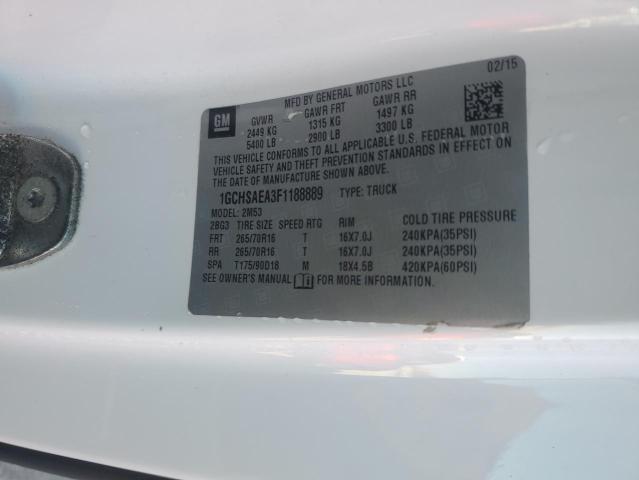 02/15
GM
MFD BY GENERAL MOTORS LLC
GVWR GAWR FRT GAWR RR
2449 KG 1315 KG 1497 KG
5400 LB 2900 LB 3300 LB
THIS VEHICLE CONFORMS TO ALL APPLICABLE U.S. FEDERAL MOTOR
VEHICLE SAFETY AND THEFT PREVENTION STANDARDS IN EFFECT ON
THE DATE OF MANUFACTURE SHOWN ABOVE.
1GCHSAEA3F1188889 TYPE: TRUCK
MODEL: 2M53
2BG3 TIRE SIZE SPEED RTG RIM COLD TIRE PRESSURE
FRT 265/70R16 T 16X7.0J 240KPA(35PSI)
RR 265/70R16 T 16X7.0J 240KPA(35PSI)
SPA T175/90D18 M 18X4.5B 420KPA(60PSI)
SEE OWNER'S MANUAL FOR MORE INFORMATION.